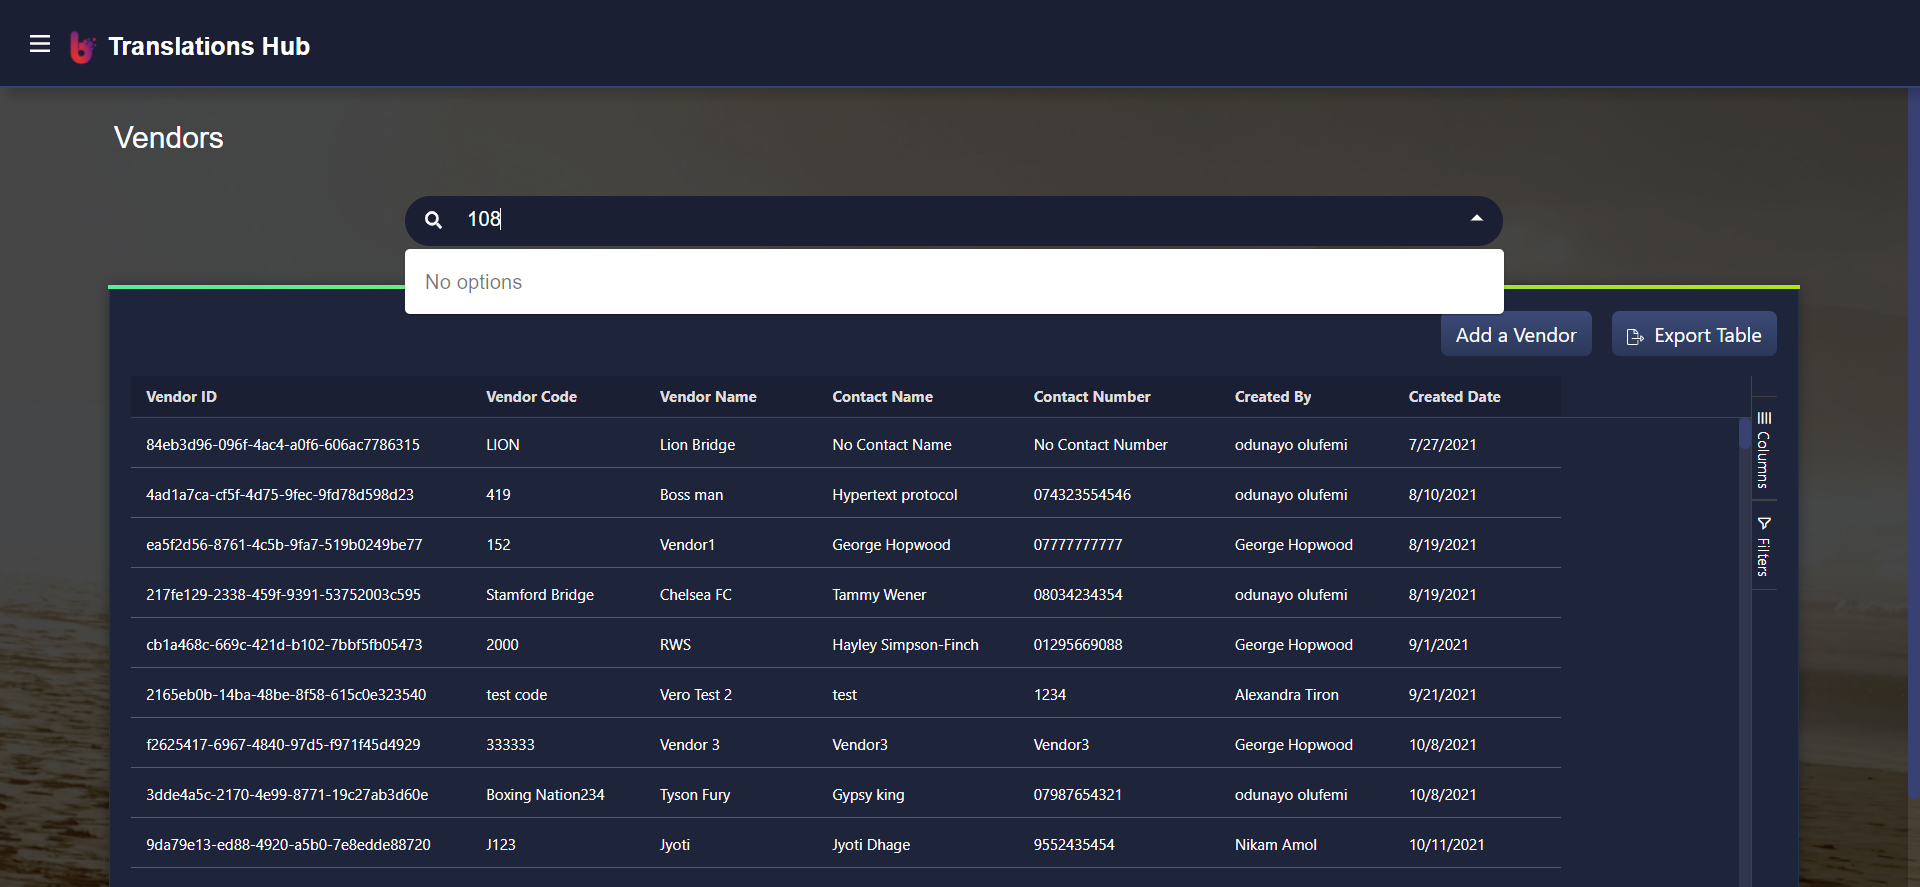 Translations Hub
Vendors
108
No options
Add a Vendor
Export Table
Vendor ID Vendor Code Vendor Name Contact Name Contact Number Created By Created Date
84eb3d96-096f-4ac4-a0f6-606ac7786315 LION Lion Bridge No Contact Name No Contact Number odunayo olufemi 7/27/2021
4ad1a7ca-cf5f-4d75-9fec-9fd78d598d23 419 Boss man Hypertext protocol 074323554546 odunayo olufemi 8/10/2021
ea5f2d56-8761-4c5b-9fa7-519b0249be77 152 Vendor1 George Hopwood 07777777777 George Hopwood 8/19/2021
217fe129-2338-459f-9391-53752003c595 Stamford Bridge Chelsea FC Tammy Wener 08034234354 odunayo olufemi 8/19/2021
cb1a468c-669c-421d-b102-7bbf5fb05473 2000 RWS Hayley Simpson-Finch 01295669088 George Hopwood 9/1/2021
2165eb0b-14ba-48be-8f58-615c0e323540 test code Vero Test 2 test 1234 Alexandra Tiron 9/21/2021
f2625417-6967-4840-97d5-f971f45d4929 333333 Vendor 3 Vendor3 Vendor3 George Hopwood 10/8/2021
3dde4a5c-2170-4e99-8771-19c27ab3d60e Boxing Nation234 Tyson Fury Gypsy king 07987654321 odunayo olufemi 10/8/2021
9da79e13-ed88-4920-a5b0-7e8edde88720 J123 Jyoti Jyoti Dhage 9552435454 Nikam Amol 10/11/2021
Columns
Filters